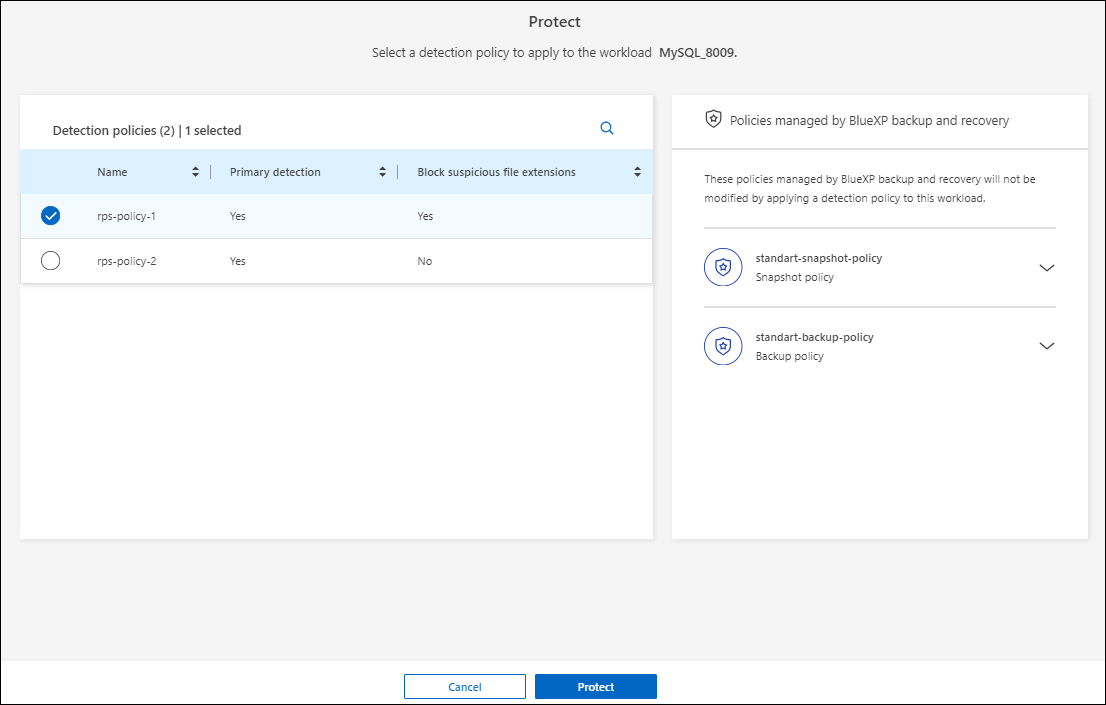 Protect
Select a detection policy to apply to the workload MySQL_8009.
Detection policies (2) | 1 selected
Name Primary detection Block suspicious file extensions
rps-policy-1 Yes Yes
rps-policy-2 Yes No
Policies managed by BlueXP backup and recovery
These policies managed by BlueXP backup and recovery will not be
modified by applying a detection policy to this workload.
standart-snapshot-policy
Snapshot policy
standart-backup-policy
Backup policy
Cancel Protect